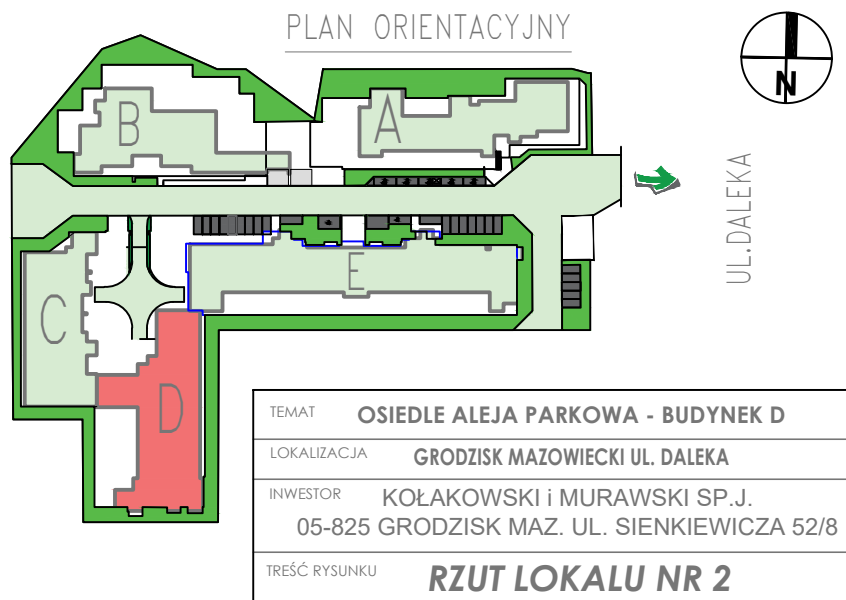 PLAN ORIENTACYJNY
N
B
A
UL.DALEKA
E
C
D
TEMAT OSIEDLE ALEJA PARKOWA - BUDYNEK D
LOKALIZACJA GRODZISK MAZOWIECKI UL. DALEKA
INWESTOR KOŁAKOWSKI i MURAWSKI SP.J.
05-825 GRODZISK MAZ. UL. SIENKIEWICZA 52/8
TREŚĆ RYSUNKU RZUT LOKALU NR 2